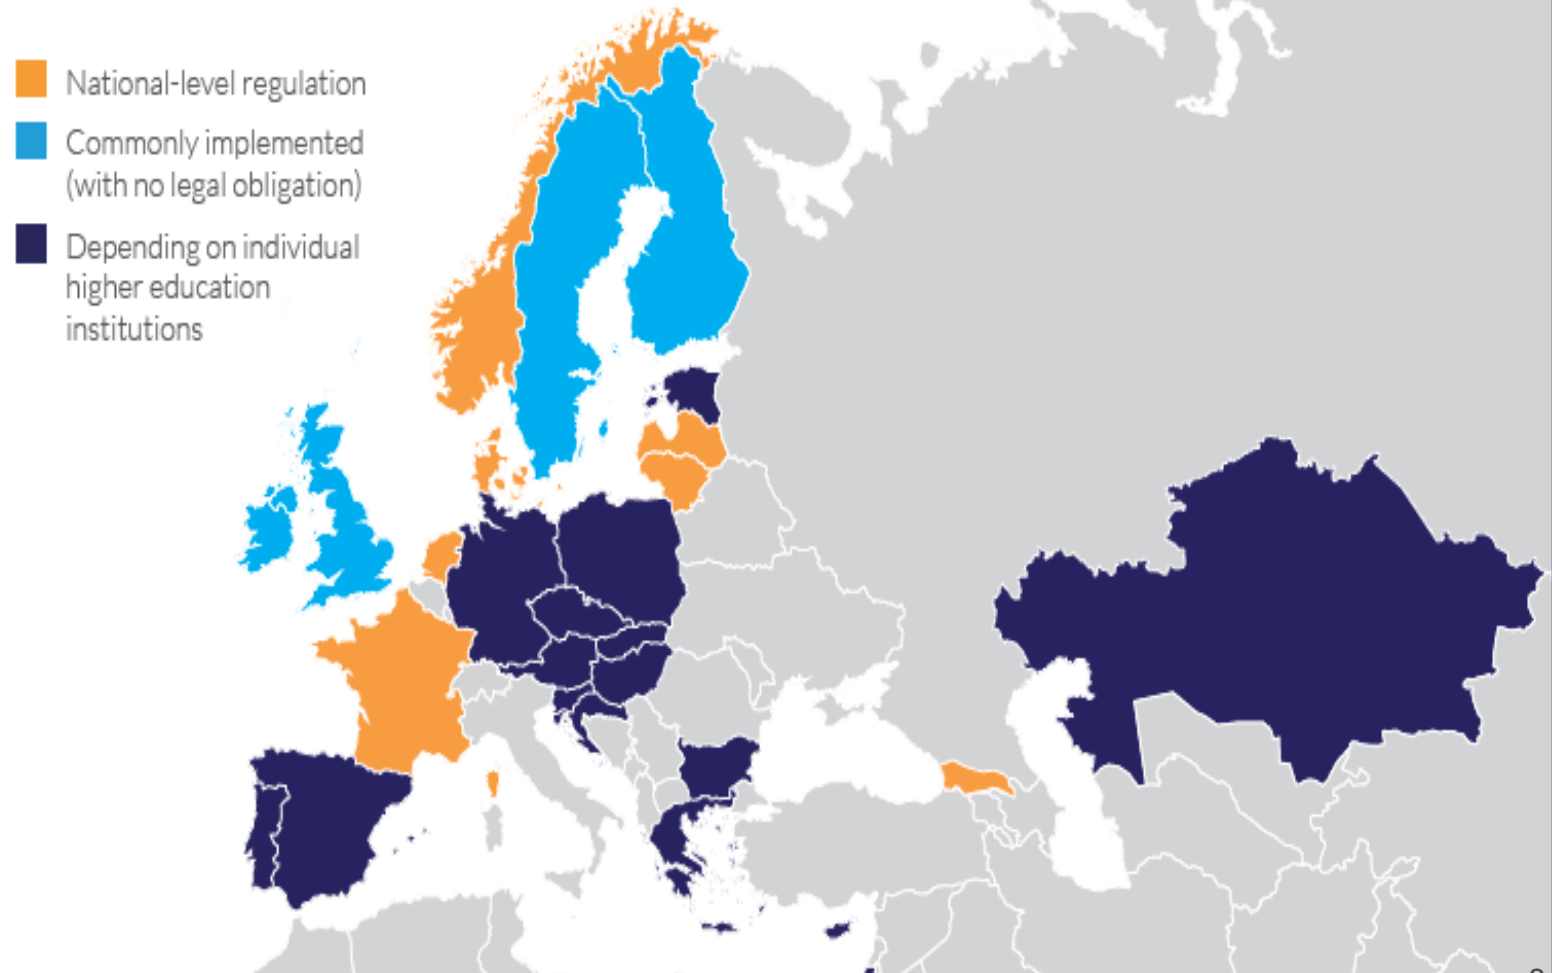 National-level regulation
Commonly implemented
(with no legal obligation)
Depending on individual
higher education
institutions